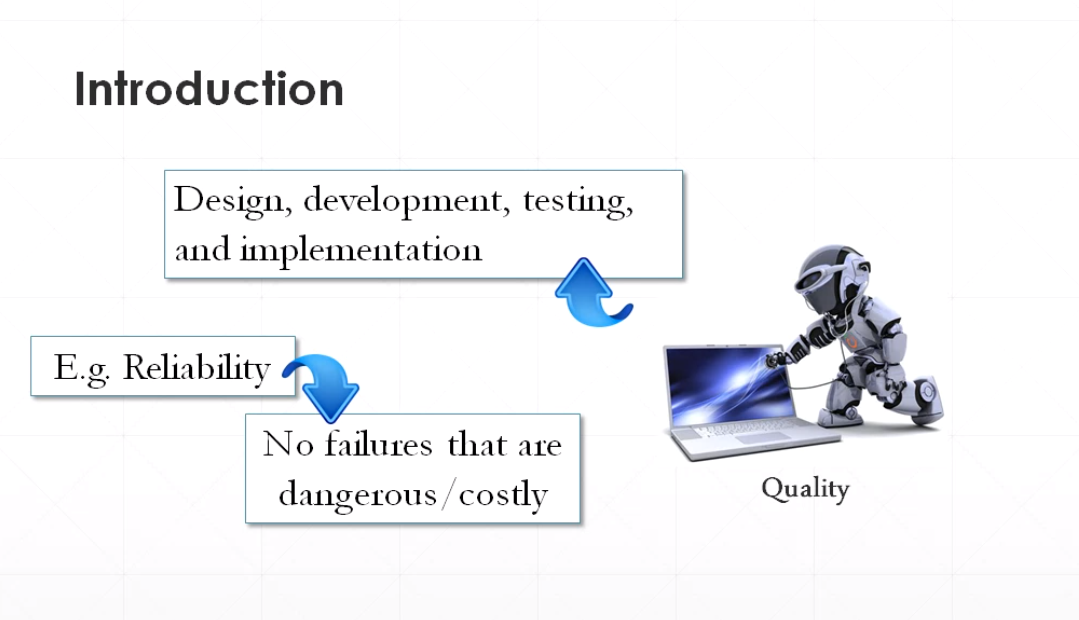 Introduction
Design, development, testing,
and implementation
E.g. Reliability
No failures that are
dangerous/costly
Quality